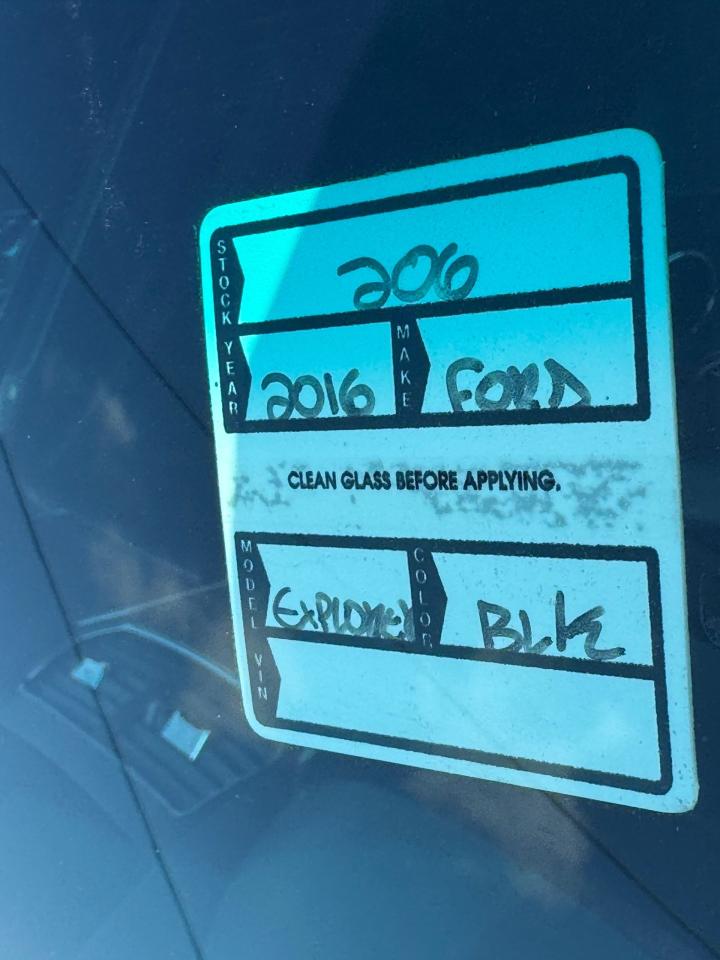 STOCK 206
YEAR 2016 MAKE FORD
CLEAN GLASS BEFORE APPLYING.
MODEL Explorer COLOR BLK
VIN